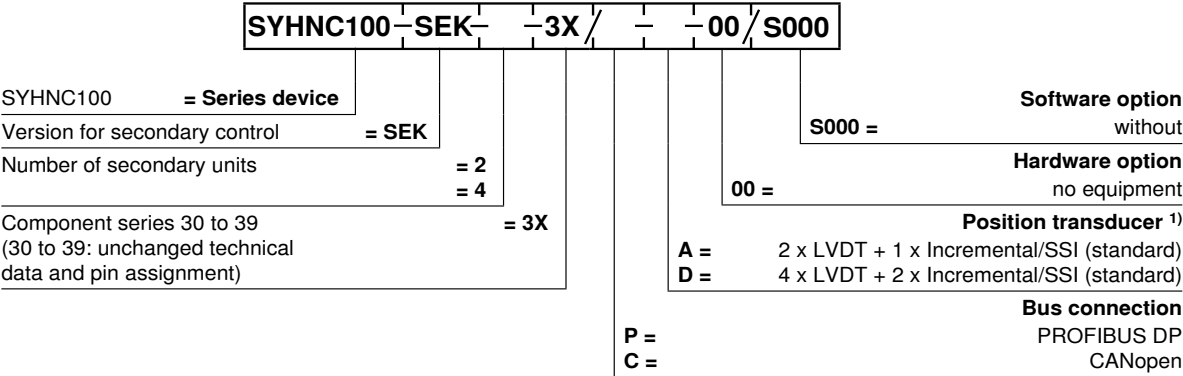 SYHNC100–SEK– –3X/ – –00/S000
SYHNC100 = Series device
Version for secondary control = SEK
Number of secondary units = 2
= 4
Component series 30 to 39 = 3X
(30 to 39: unchanged technical
data and pin assignment)
Software option
S000 = without
Hardware option
00 = no equipment
Position transducer ¹⁾
A = 2 x LVDT + 1 x Incremental/SSI (standard)
D = 4 x LVDT + 2 x Incremental/SSI (standard)
Bus connection
P = PROFIBUS DP
C = CANopen